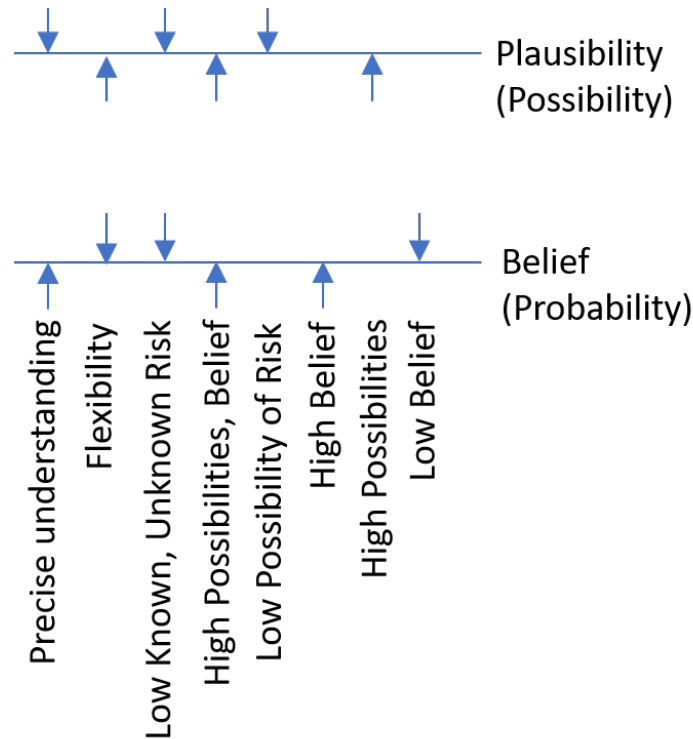 Plausibility
(Possibility)
Belief
(Probability)
Precise understanding
Flexibility
Low Known, Unknown Risk
High Possibilities, Belief
Low Possibility of Risk
High Belief
High Possibilities
Low Belief